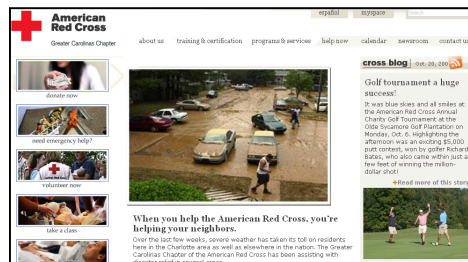 American
Red Cross
Greater Carolinas Chapter
español
myspace
search
about us
training & certification
programs & services
help now
calendar
newsroom
contact us
donate now
need emergency help?
volunteer now
take a class
When you help the American Red Cross, you're
helping your neighbors.
Over the last few weeks, severe weather has taken its toll on residents
here in the Charlotte area as well as elsewhere in the nation. The Greater
Carolinas Chapter of the American Red Cross has been assisting with
disaster relief in several areas
cross blog
Oct. 20, 200
Golf tournament a huge
success!
It was blue skies and all smiles at
the American Red Cross Annual
Charity Golf Tournament at the
Olde Sycamore Golf Plantation on
Monday, Oct. 6. Highlighting the
afternoon was an exciting $5,000
putt contest, won by golfer Richard
Bates, who also came within just a
few feet of winning the million-
dollar shot!
+Read more of this story